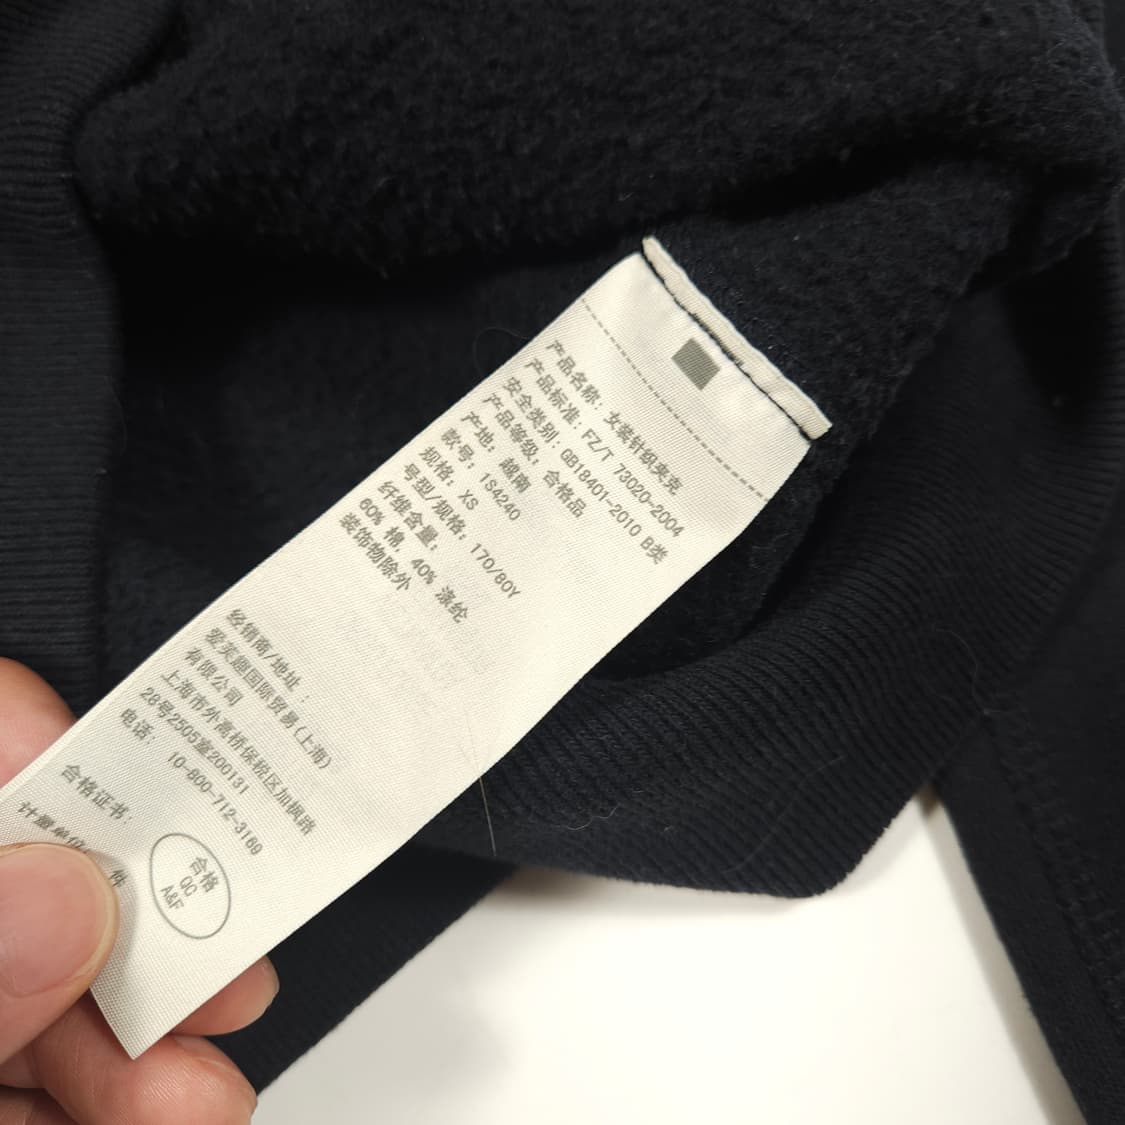 产品名称: 女装针织夹克
产品标准: FZ/T 73020-2004
安全类别: GB18401-2010 B类
产品等级: 合格品
产地: 越南
款号: 1S4240
规格: XS
号型/规格: 170/80Y
纤维含量:
60% 棉, 40% 涤纶
装饰物除外
经销商/地址:
爱芙趣国际贸易(上海)
有限公司
上海市外高桥保税区加枫路
28号2505室200131
电话: 10-800-712-3169
合格证书:
合格
QC
A&F
计量单位 件